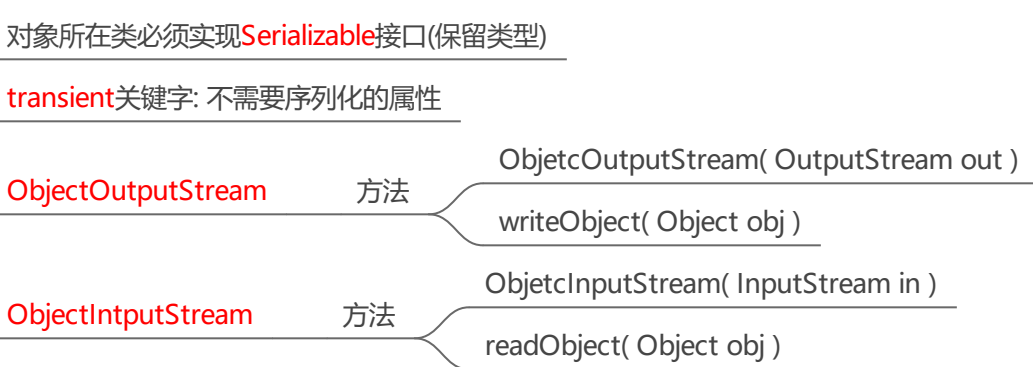 对象所在类必须实现Serializable接口(保留类型)
transient关键字: 不需要序列化的属性
ObjectOutputStream 方法
ObjetcOutputStream( OutputStream out )
writeObject( Object obj )
ObjectIntputStream 方法
ObjetcInputStream( InputStream in )
readObject( Object obj )